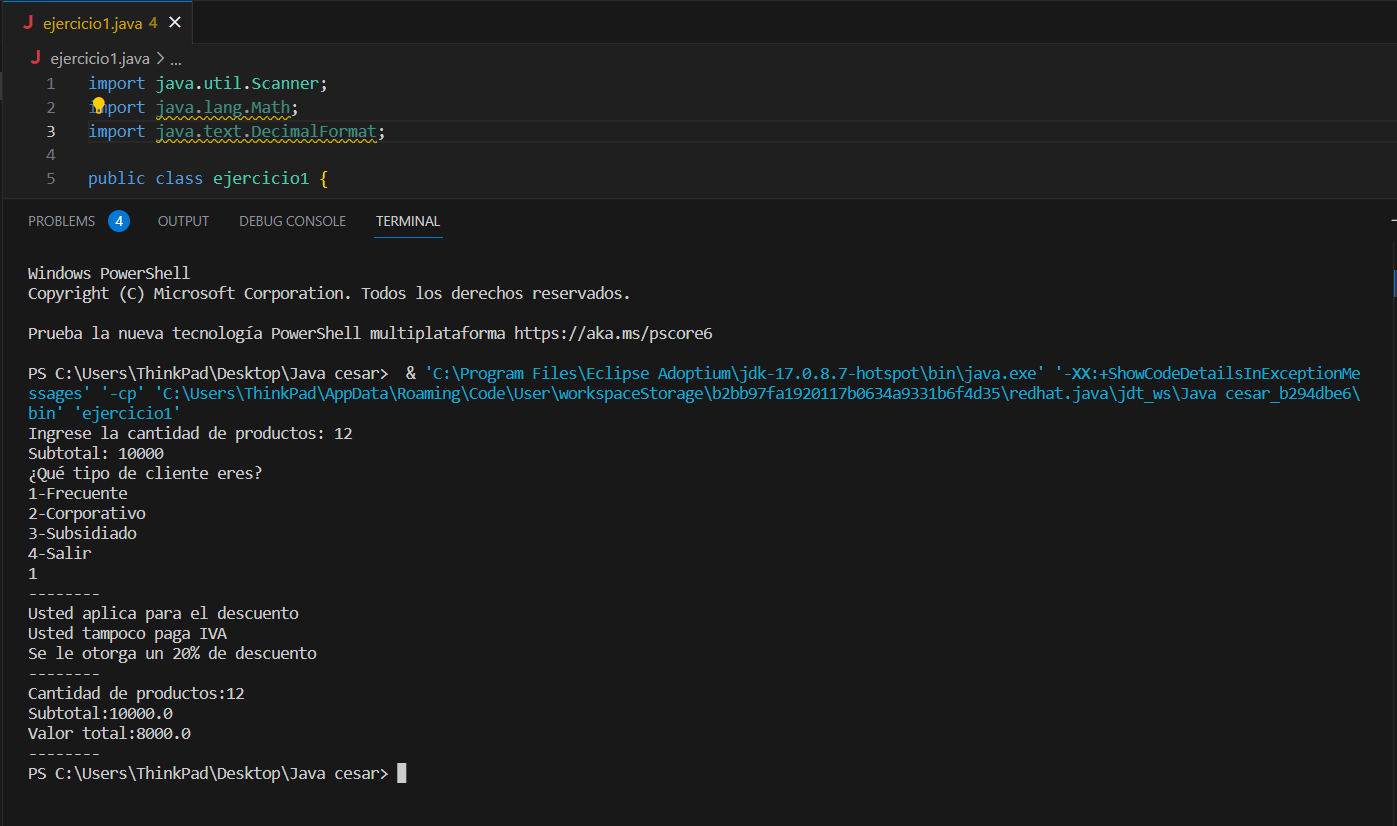 J ejercicio1.java 4 ×
J ejercicio1.java > ...
1 import java.util.Scanner;
2 import java.lang.Math;
3 import java.text.DecimalFormat;
4
5 public class ejercicio1 {
PROBLEMS 4 OUTPUT DEBUG CONSOLE TERMINAL
Windows PowerShell
Copyright (C) Microsoft Corporation. Todos los derechos reservados.
Prueba la nueva tecnología PowerShell multiplataforma https://aka.ms/pscore6
PS C:\Users\ThinkPad\Desktop\Java cesar>  & 'C:\Program Files\Eclipse Adoptium\jdk-17.0.8.7-hotspot\bin\java.exe' '-XX:+ShowCodeDetailsInExceptionMe
ssages' '-cp' 'C:\Users\ThinkPad\AppData\Roaming\Code\User\workspaceStorage\b2bb97fa1920117b0634a9331b6f4d35\redhat.java\jdt_ws\Java cesar_b294dbe6\
bin' 'ejercicio1'
Ingrese la cantidad de productos: 12
Subtotal: 10000
¿Qué tipo de cliente eres?
1-Frecuente
2-Corporativo
3-Subsidiado
4-Salir
1
--------
Usted aplica para el descuento
Usted tampoco paga IVA
Se le otorga un 20% de descuento
--------
Cantidad de productos:12
Subtotal:10000.0
Valor total:8000.0
--------
PS C:\Users\ThinkPad\Desktop\Java cesar>